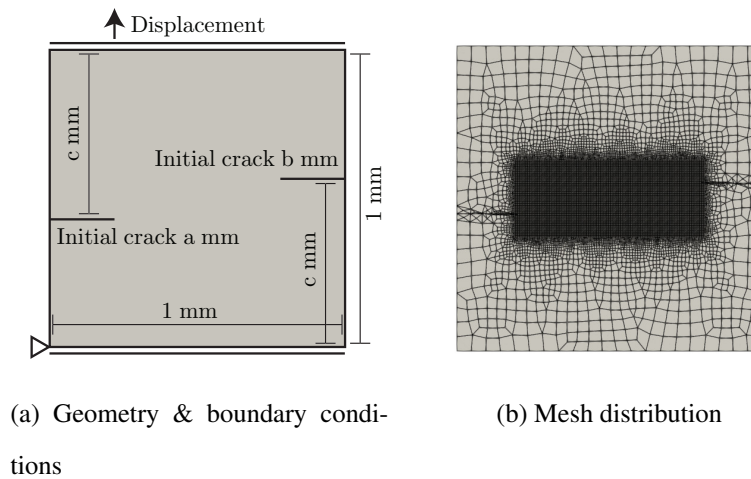 Displacement
c mm
Initial crack b mm
1 mm
Initial crack a mm
c mm
1 mm
(a) Geometry & boundary condi-
tions
(b) Mesh distribution